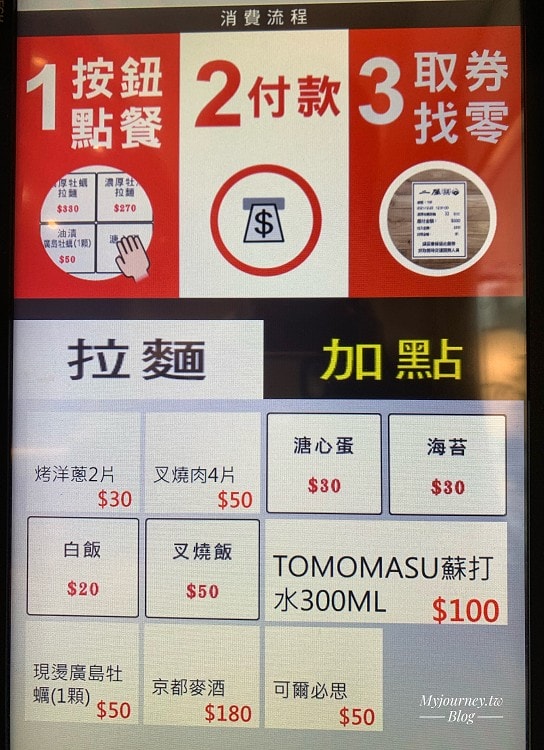 消費流程
1 按鈕
點餐
2 付款
3 取券
找零
濃厚牡蠣
拉麵
$330
濃厚牡
拉麵
$270
油漬
廣島牡蠣(1顆)
$50
溏
$
拉麵
加點
烤洋蔥2片
$30
叉燒肉4片
$50
溏心蛋
$30
海苔
$30
白飯
$20
叉燒飯
$50
TOMOMASU蘇打
水300ML
$100
現燙廣島牡
蠣(1顆)
$50
京都麥酒
$180
可爾必思
$50
Myjourney.tw
Blog